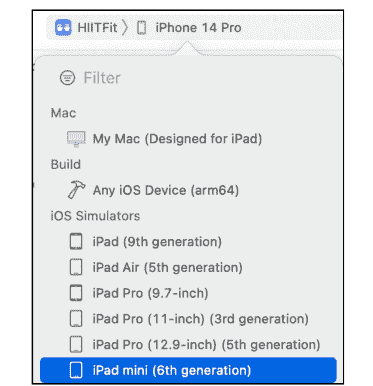 HIITFit 〉 iPhone 14 Pro
Filter
Mac
My Mac (Designed for iPad)
Build
Any iOS Device (arm64)
iOS Simulators
iPad (9th generation)
iPad Air (5th generation)
iPad Pro (9.7-inch)
iPad Pro (11-inch) (3rd generation)
iPad Pro (12.9-inch) (5th generation)
iPad mini (6th generation)